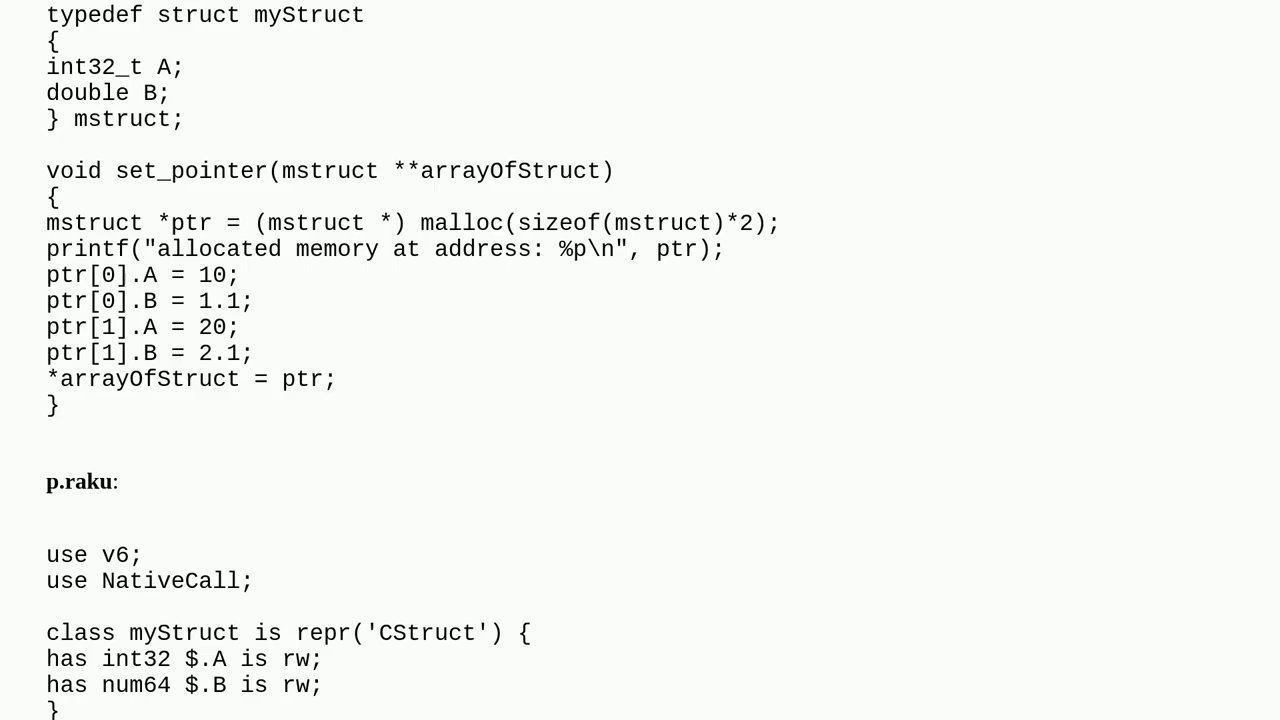 typedef struct myStruct
{
int32_t A;
double B;
} mstruct;
void set_pointer(mstruct **arrayOfStruct)
{
mstruct *ptr = (mstruct *) malloc(sizeof(mstruct)*2);
printf("allocated memory at address: %p\n", ptr);
ptr[0].A = 10;
ptr[0].B = 1.1;
ptr[1].A = 20;
ptr[1].B = 2.1;
*arrayOfStruct = ptr;
}
p.raku:
use v6;
use NativeCall;
class myStruct is repr('CStruct') {
has int32 $.A is rw;
has num64 $.B is rw;
}